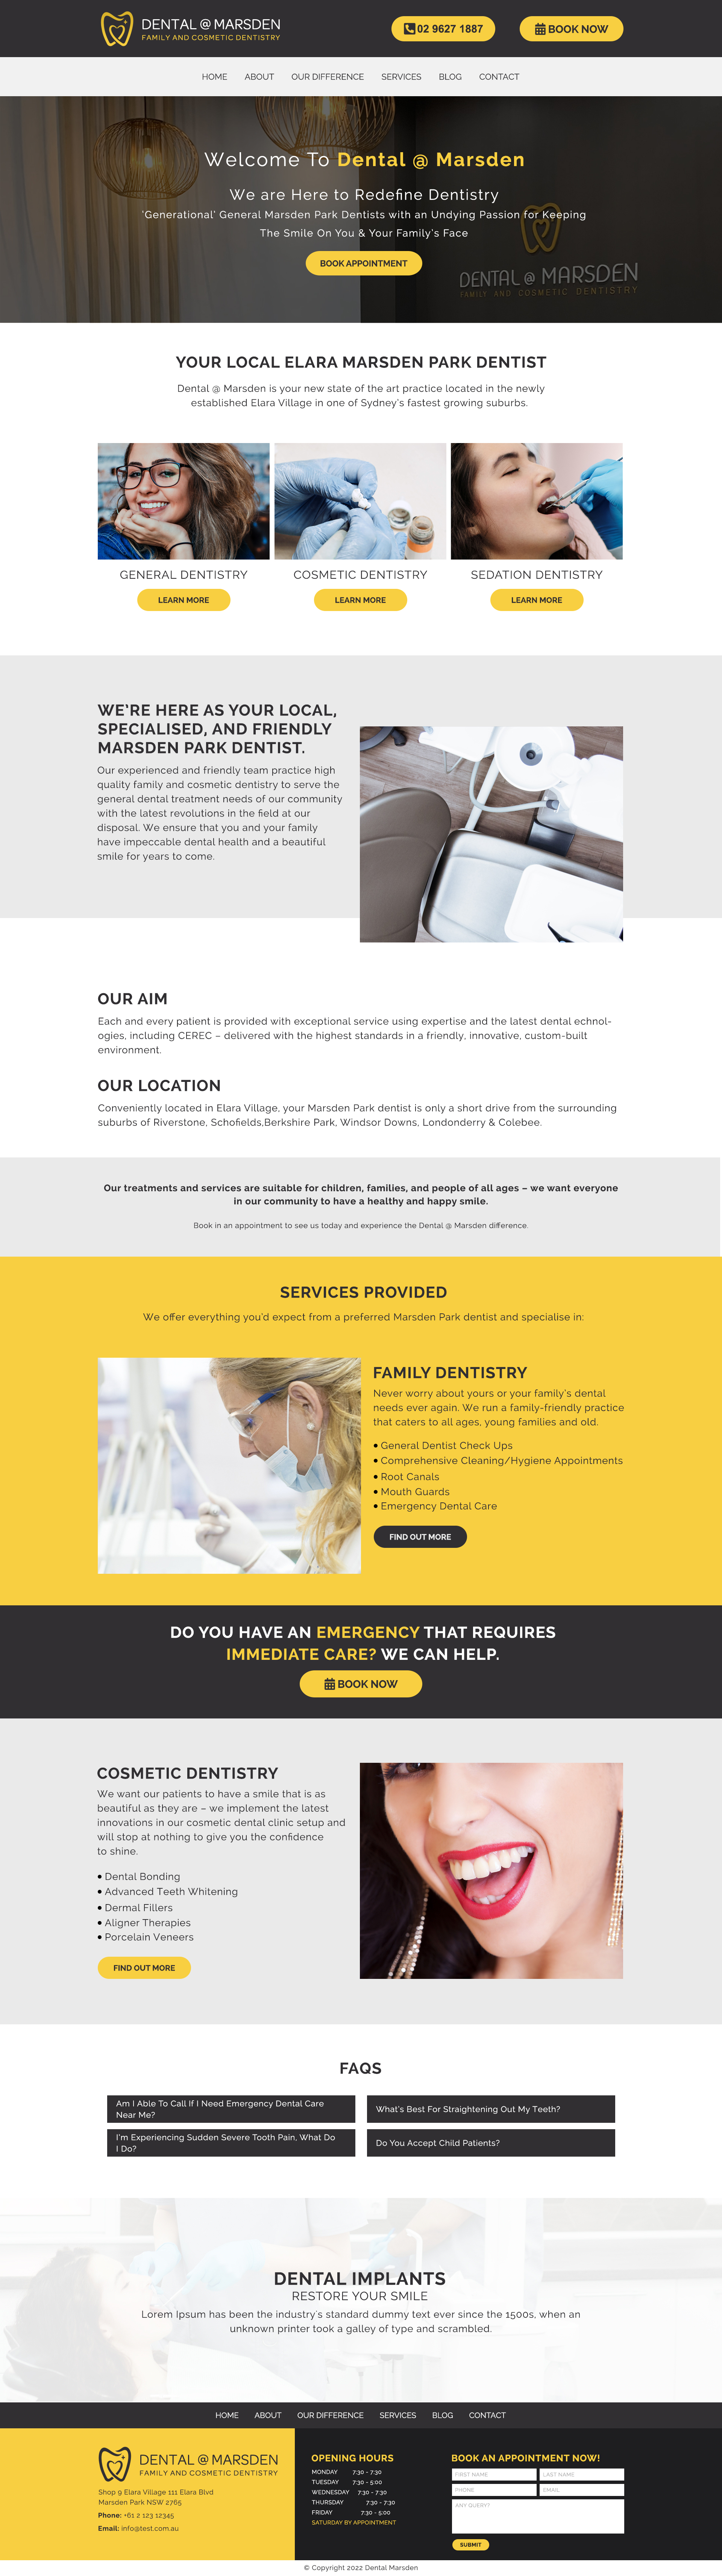 DENTAL @ MARSDEN
FAMILY AND COSMETIC DENTISTRY
02 9627 1887
BOOK NOW
HOME ABOUT OUR DIFFERENCE SERVICES BLOG CONTACT
Welcome To Dental @ Marsden
We are Here to Redefine Dentistry
'Generational' General Marsden Park Dentists with an Undying Passion for Keeping
The Smile On You & Your Family's Face
BOOK APPOINTMENT
DENTAL @ MARSDEN
FAMILY AND COSMETIC DENTISTRY
YOUR LOCAL ELARA MARSDEN PARK DENTIST
Dental @ Marsden is your new state of the art practice located in the newly
established Elara Village in one of Sydney's fastest growing suburbs.
GENERAL DENTISTRY
LEARN MORE
COSMETIC DENTISTRY
LEARN MORE
SEDATION DENTISTRY
LEARN MORE
WE'RE HERE AS YOUR LOCAL,
SPECIALISED, AND FRIENDLY
MARSDEN PARK DENTIST.
Our experienced and friendly team practice high
quality family and cosmetic dentistry to serve the
general dental treatment needs of our community
with the latest revolutions in the field at our
disposal. We ensure that you and your family
have impeccable dental health and a beautiful
smile for years to come.
OUR AIM
Each and every patient is provided with exceptional service using expertise and the latest dental echnol-
ogies, including CEREC – delivered with the highest standards in a friendly, innovative, custom-built
environment.
OUR LOCATION
Conveniently located in Elara Village, your Marsden Park dentist is only a short drive from the surrounding
suburbs of Riverstone, Schofields,Berkshire Park, Windsor Downs, Londonderry & Colebee.
Our treatments and services are suitable for children, families, and people of all ages – we want everyone
in our community to have a healthy and happy smile.
Book in an appointment to see us today and experience the Dental @ Marsden difference.
SERVICES PROVIDED
We offer everything you'd expect from a preferred Marsden Park dentist and specialise in:
FAMILY DENTISTRY
Never worry about yours or your family's dental
needs ever again. We run a family-friendly practice
that caters to all ages, young families and old.
• General Dentist Check Ups
• Comprehensive Cleaning/Hygiene Appointments
• Root Canals
• Mouth Guards
• Emergency Dental Care
FIND OUT MORE
DO YOU HAVE AN EMERGENCY THAT REQUIRES
IMMEDIATE CARE? WE CAN HELP.
BOOK NOW
COSMETIC DENTISTRY
We want our patients to have a smile that is as
beautiful as they are – we implement the latest
innovations in our cosmetic dental clinic setup and
will stop at nothing to give you the confidence
to shine.
• Dental Bonding
• Advanced Teeth Whitening
• Dermal Fillers
• Aligner Therapies
• Porcelain Veneers
FIND OUT MORE
FAQS
Am I Able To Call If I Need Emergency Dental Care
Near Me?
What's Best For Straightening Out My Teeth?
I'm Experiencing Sudden Severe Tooth Pain, What Do
I Do?
Do You Accept Child Patients?
DENTAL IMPLANTS
RESTORE YOUR SMILE
Lorem Ipsum has been the industry's standard dummy text ever since the 1500s, when an
unknown printer took a galley of type and scrambled.
HOME ABOUT OUR DIFFERENCE SERVICES BLOG CONTACT
DENTAL @ MARSDEN
FAMILY AND COSMETIC DENTISTRY
Shop 9 Elara Village 111 Elara Blvd
Marsden Park NSW 2765
Phone: +61 2 123 12345
Email: info@test.com.au
OPENING HOURS
MONDAY 7:30 - 7:30
TUESDAY 7:30 - 5:00
WEDNESDAY 7:30 - 7:30
THURSDAY 7:30 - 7:30
FRIDAY 7:30 - 5:00
SATURDAY BY APPOINTMENT
BOOK AN APPOINTMENT NOW!
FIRST NAME
LAST NAME
PHONE
EMAIL
ANY QUERY?
SUBMIT
© Copyright 2022 Dental Marsden